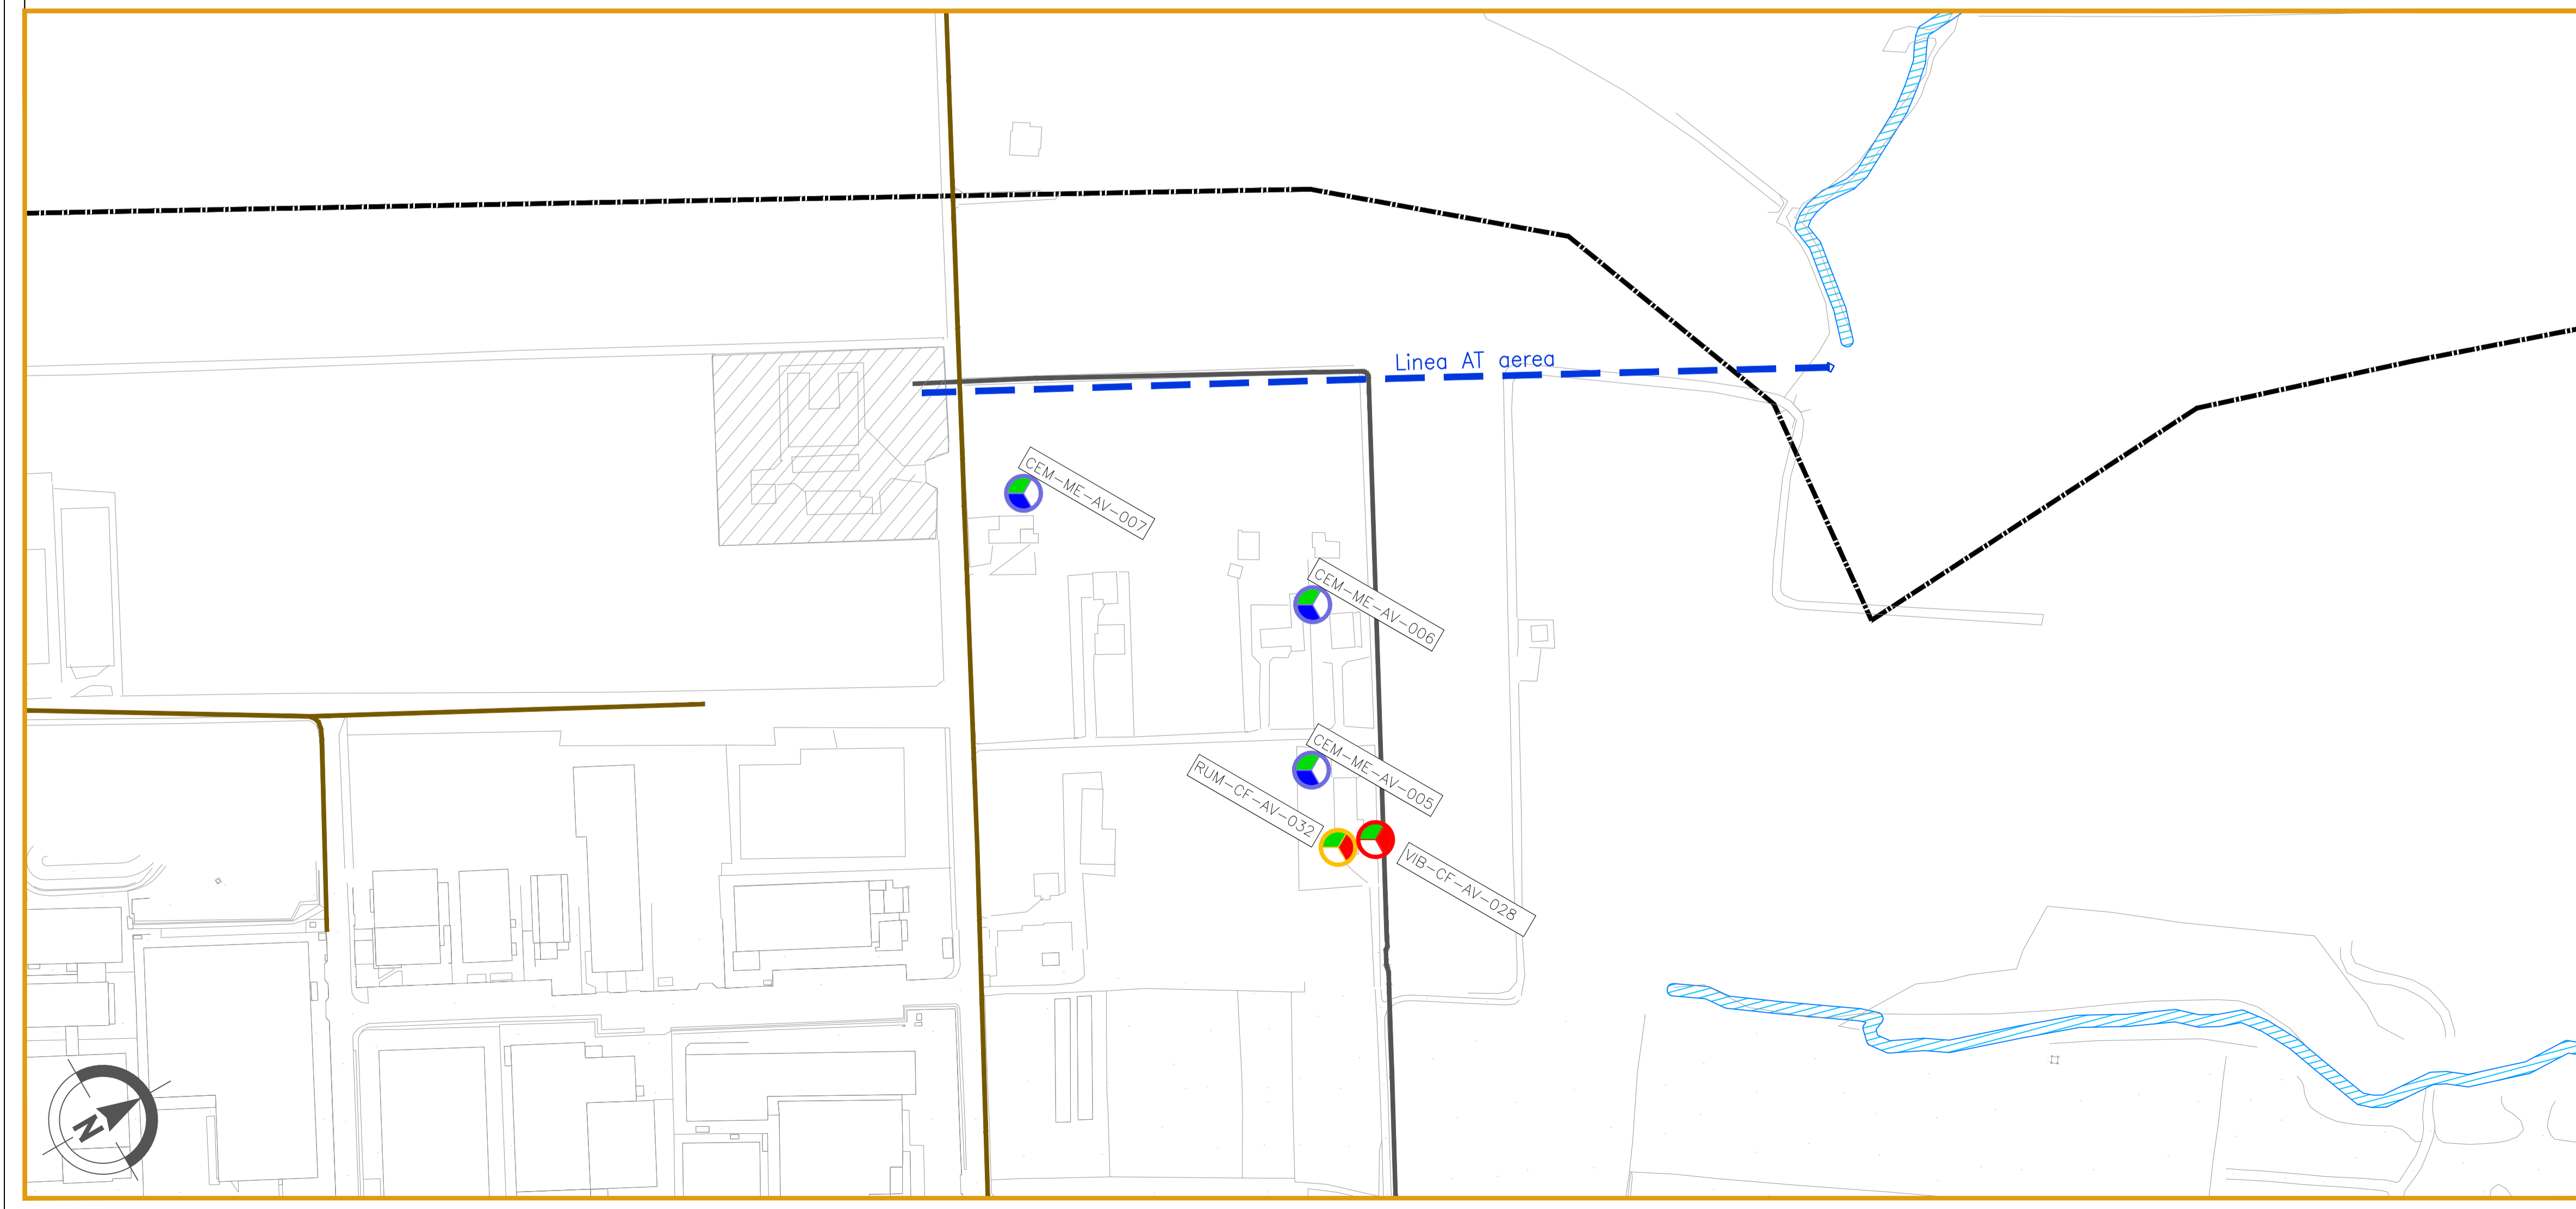 Linea AT aerea
CEM-ME-AV-007
CEM-ME-AV-006
CEM-ME-AV-005
RUM-CF-AV-032
VIB-CF-AV-028
N